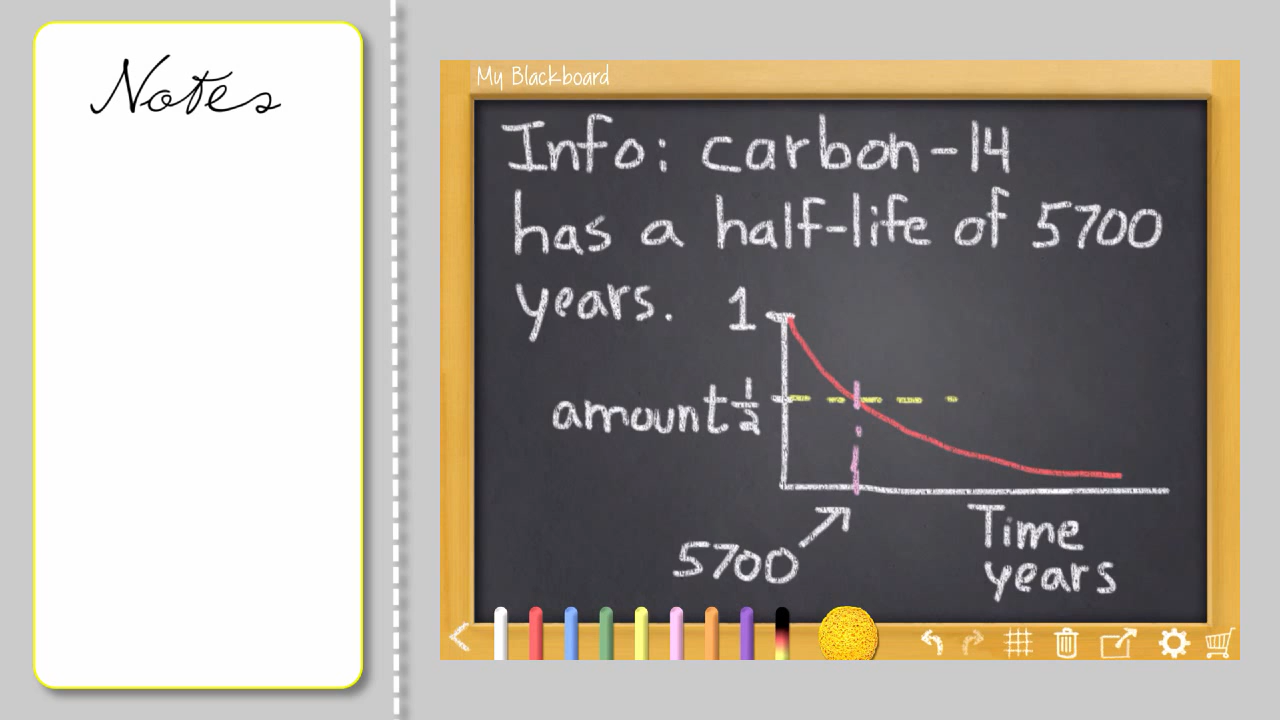 Notes
My Blackboard
Info: carbon-14
has a half-life of 5700
years.
1
amount 1/2
5700
Time
years